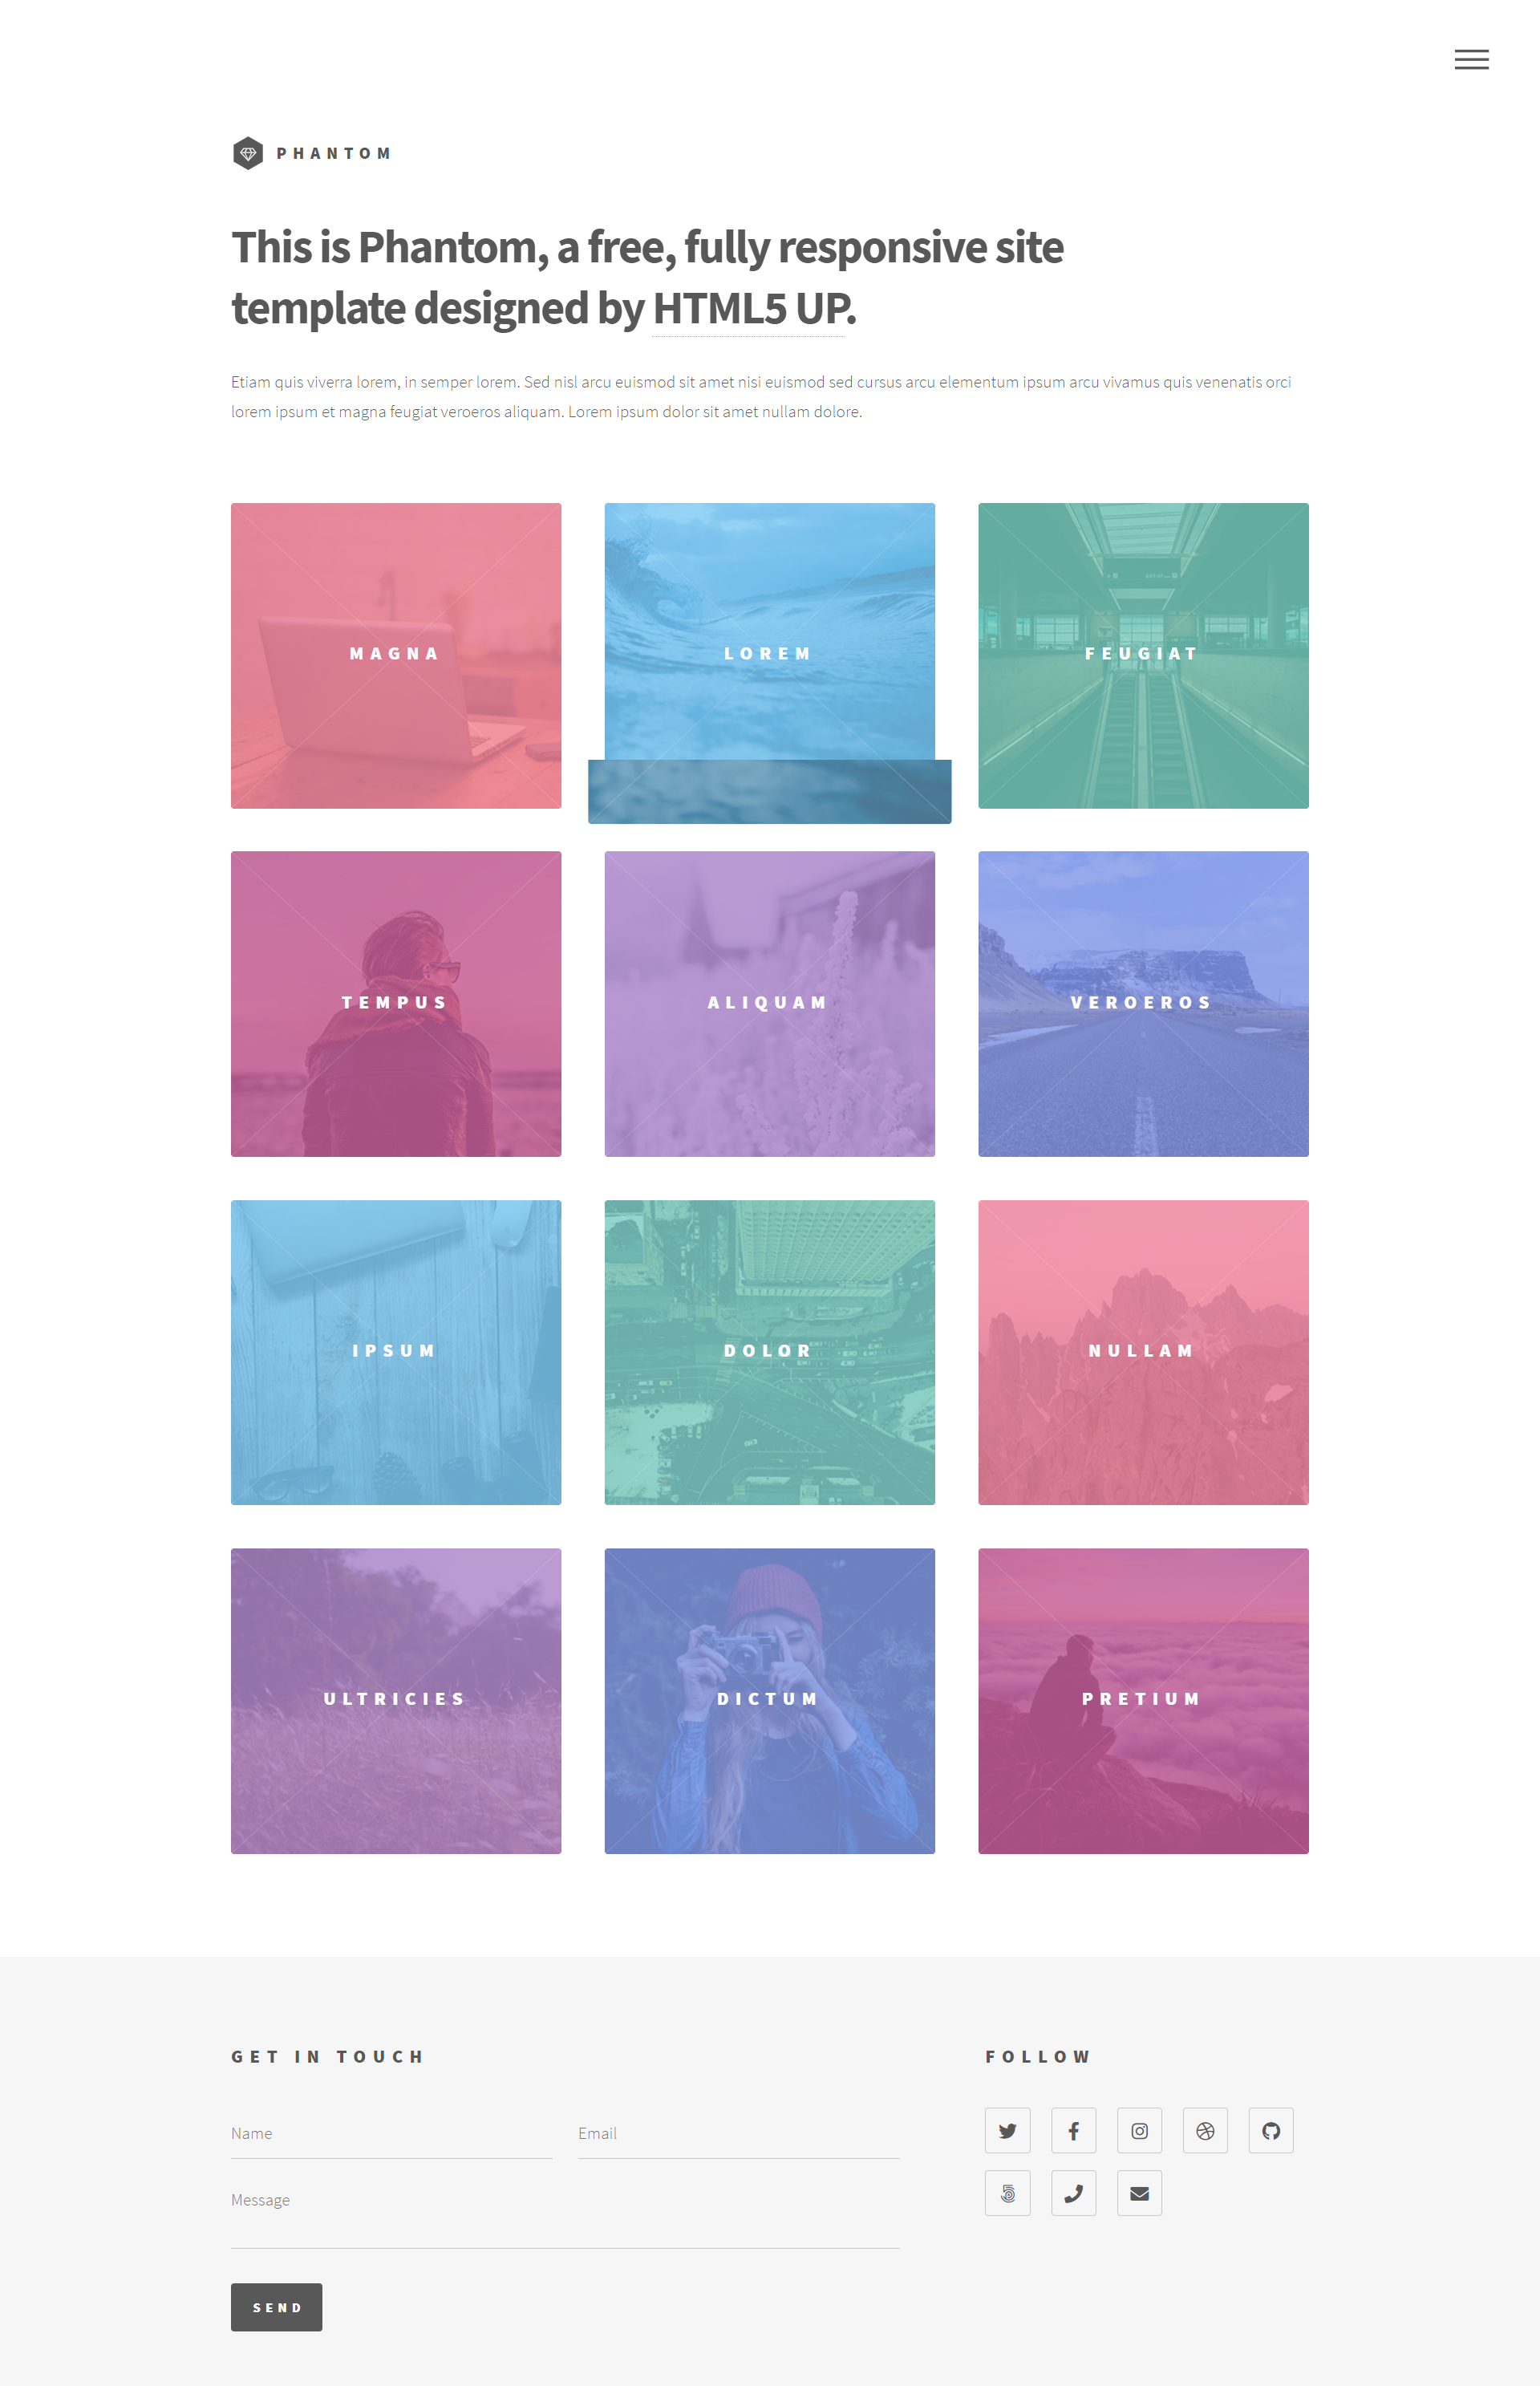 PHANTOM
This is Phantom, a free, fully responsive site
template designed by HTML5 UP.
Etiam quis viverra lorem, in semper lorem. Sed nisl arcu euismod sit amet nisi euismod sed cursus arcu elementum ipsum arcu vivamus quis venenatis orci
lorem ipsum et magna feugiat veroeros aliquam. Lorem ipsum dolor sit amet nullam dolore.
MAGNA
LOREM
FEUGIAT
TEMPUS
ALIQUAM
VEROEROS
IPSUM
DOLOR
NULLAM
ULTRICIES
DICTUM
PRETIUM
GET IN TOUCH
Name
Email
Message
SEND
FOLLOW